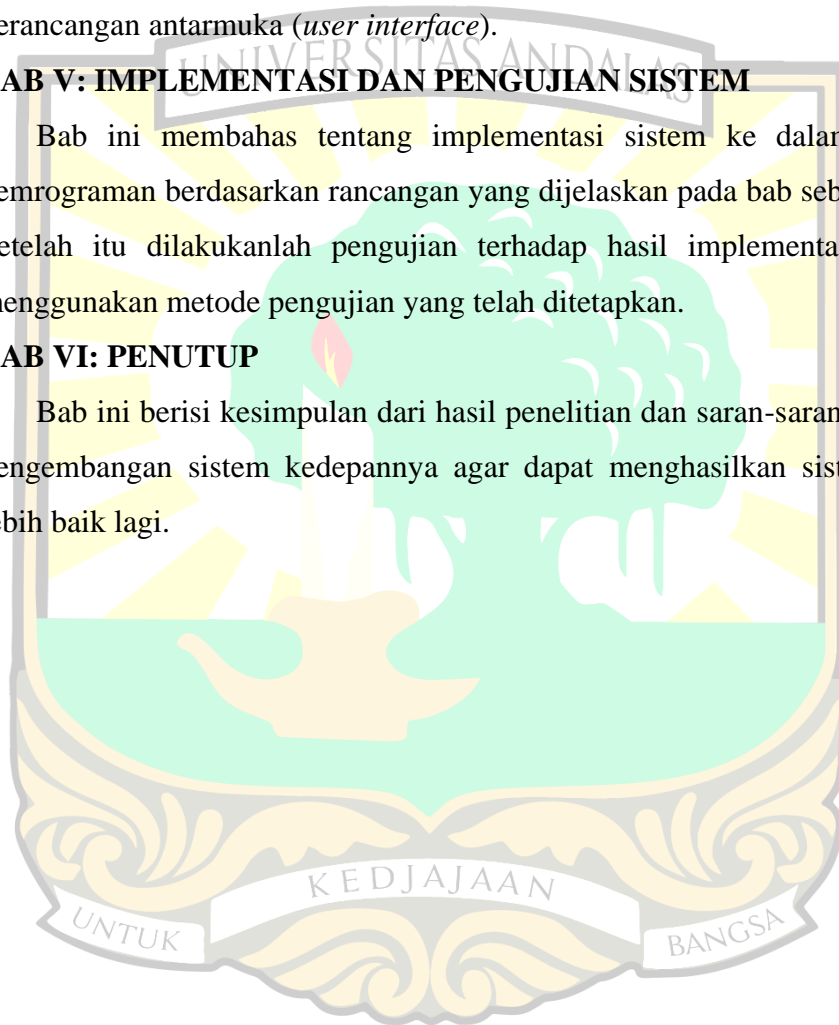 erancangan antarmuka (user interface).
UNIVERSITAS ANDALAS
AB V: IMPLEMENTASI DAN PENGUJIAN SISTEM
Bab ini membahas tentang implementasi sistem ke dalam
emrograman berdasarkan rancangan yang dijelaskan pada bab seb
etelah itu dilakukanlah pengujian terhadap hasil implementa
enggunakan metode pengujian yang telah ditetapkan.
AB VI: PENUTUP
Bab ini berisi kesimpulan dari hasil penelitian dan saran-saran
engembangan sistem kedepannya agar dapat menghasilkan sist
ebih baik lagi.
KEDJAJAAN
UNTUK BANGSA